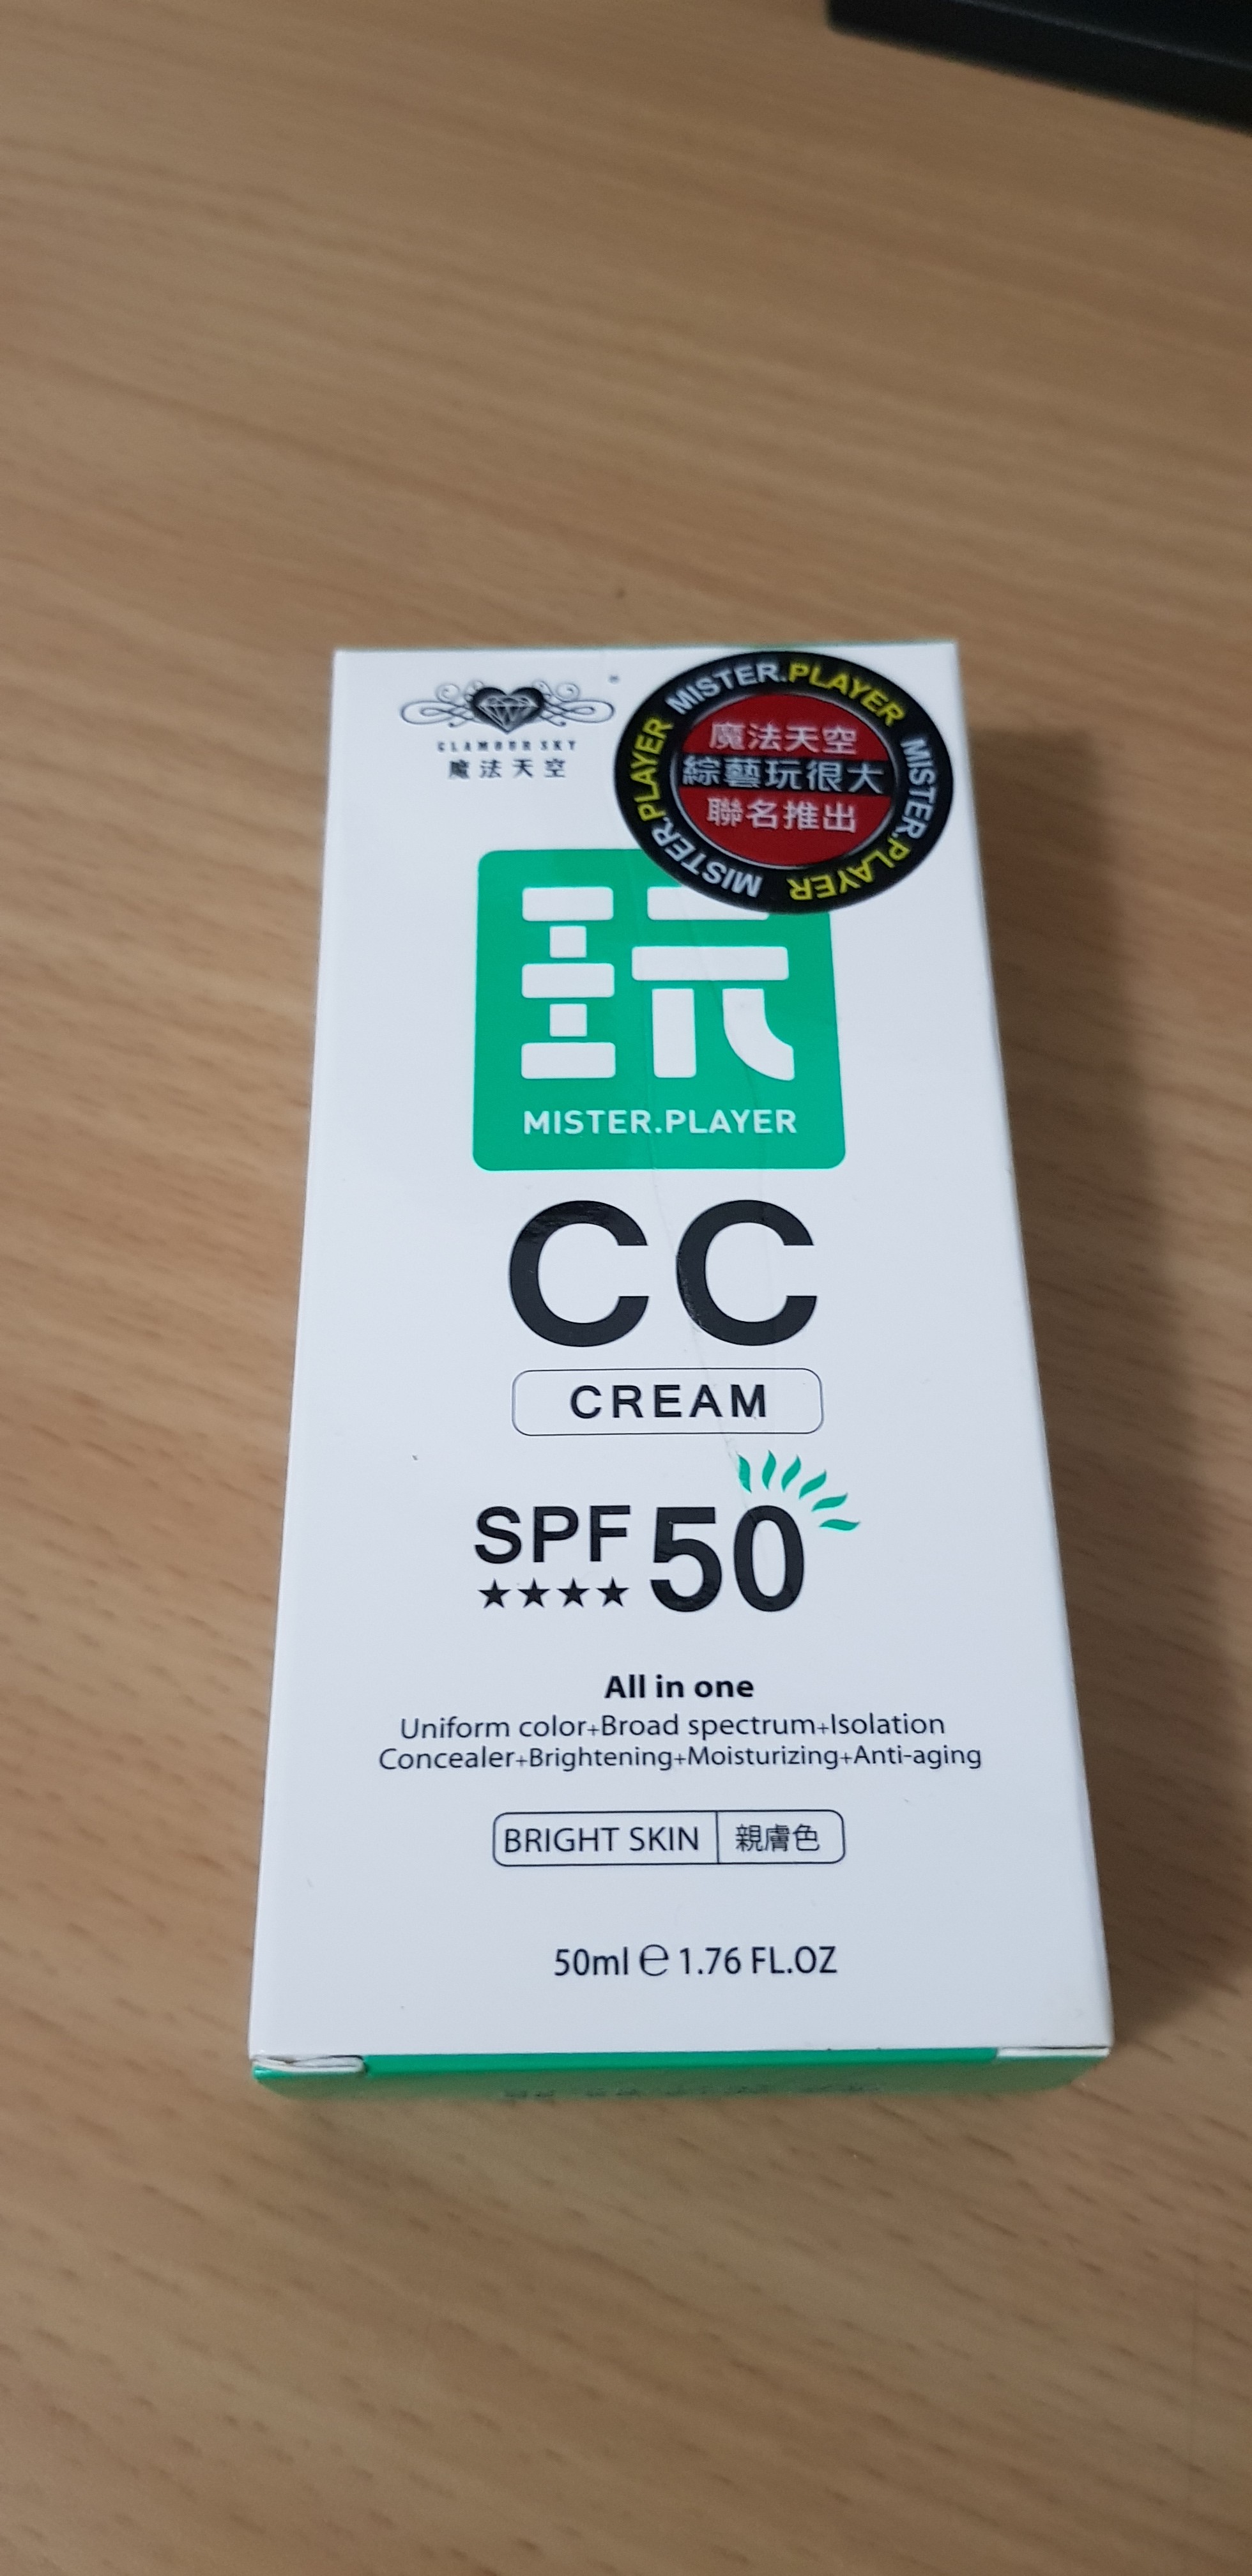 GLAMOUR SKY
魔法天空
MISTER.PLAYER MISTER.PLAYER MISTER.PLAYER
魔法天空
綜藝玩很大
聯名推出
玩
MISTER.PLAYER
CC
CREAM
SPF 50
★★★★
All in one
Uniform color+Broad spectrum+Isolation
Concealer+Brightening+Moisturizing+Anti-aging
BRIGHT SKIN 親膚色
50ml ℮ 1.76 FL.OZ